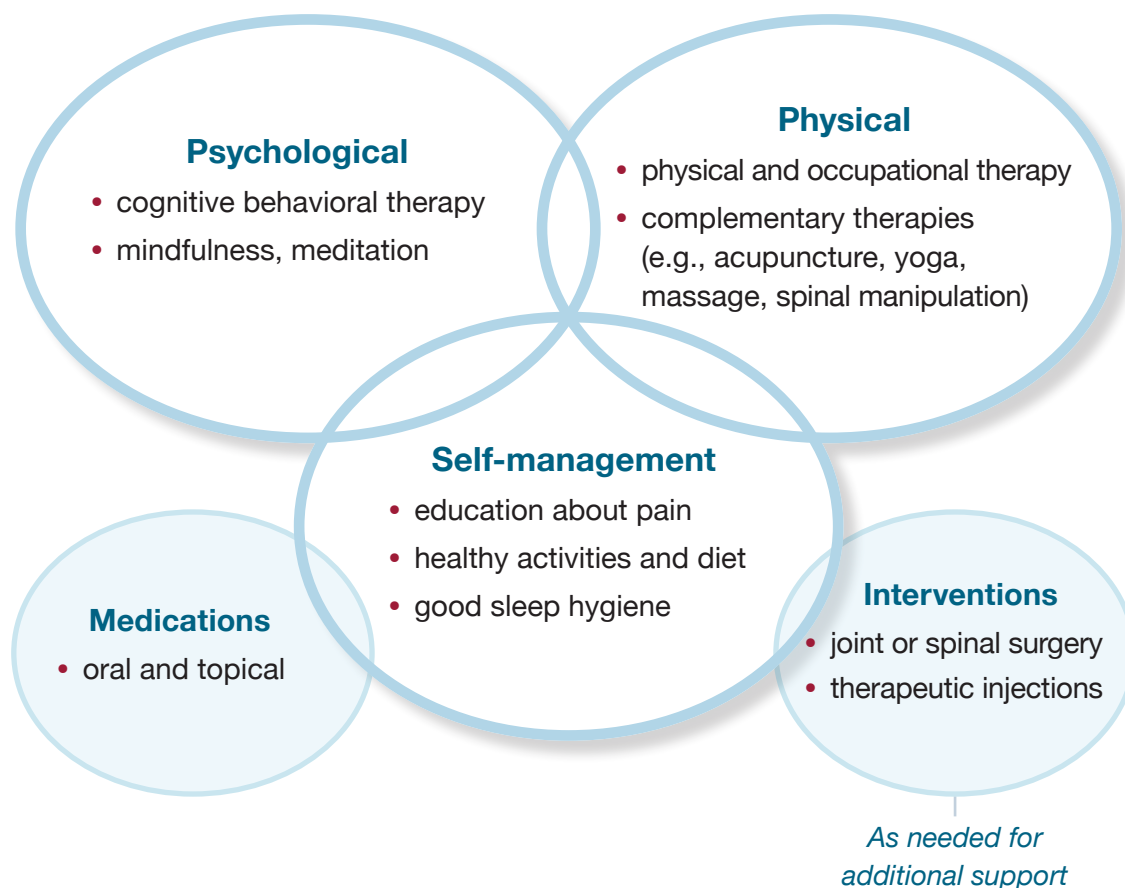 Psychological
• cognitive behavioral therapy
• mindfulness, meditation
Physical
• physical and occupational therapy
• complementary therapies
(e.g., acupuncture, yoga,
massage, spinal manipulation)
Self-management
• education about pain
• healthy activities and diet
• good sleep hygiene
Medications
• oral and topical
Interventions
• joint or spinal surgery
• therapeutic injections
As needed for
additional support